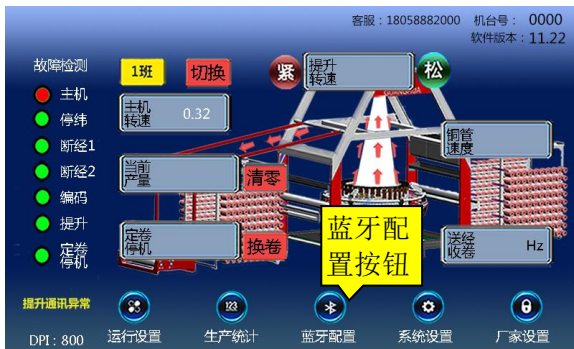 客服：18058882000 机台号： 0000
软件版本：11.22
故障检测
主机
停纬
断经1
断经2
编码
提升
定卷
停机
1班
切换
紧
提升
转速
松
主机
转速
0.32
铜管
速度
当前
产量
清零
定卷
停机
换卷
送经
收卷
Hz
蓝牙配
置按钮
提升通讯异常
DPI：800
运行设置
123
生产统计
蓝牙配置
系统设置
厂家设置